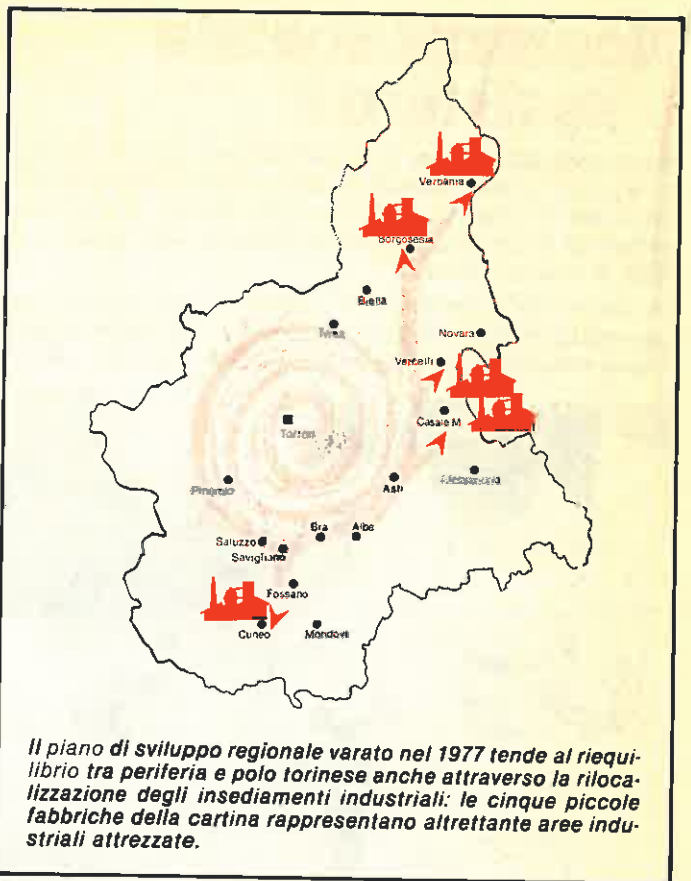 Verbania
Borgosesia
Biella
Ivrea
Novara
Vercelli
Casale M.
Torino
Alessandria
Pinerolo
Asti
Bra
Alba
Saluzzo
Savigliano
Fossano
Cuneo
Mondovì
Il piano di sviluppo regionale varato nel 1977 tende al riequi-
librio tra periferia e polo torinese anche attraverso la riloca-
lizzazione degli insediamenti industriali: le cinque piccole
fabbriche della cartina rappresentano altrettante aree indu-
striali attrezzate.